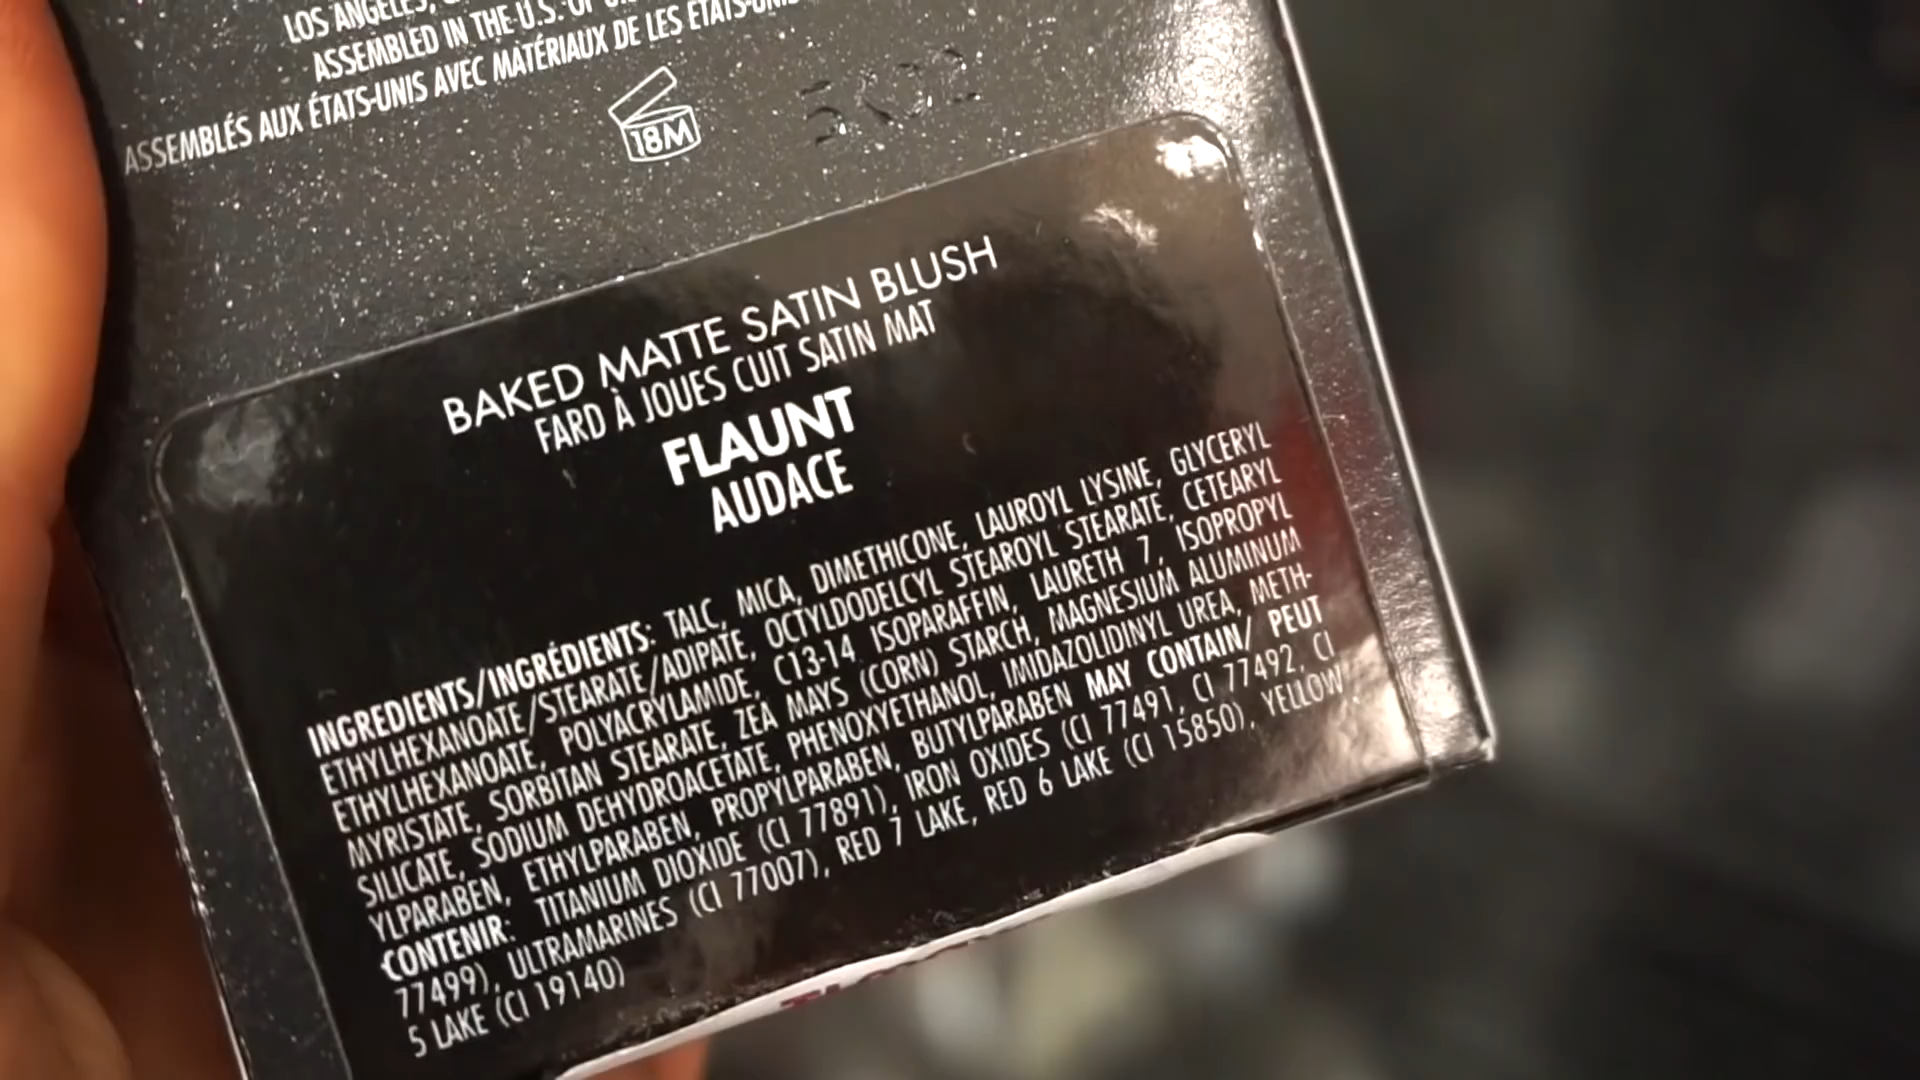 LOS ANGELES,
ASSEMBLED IN THE U.S. OF
ASSEMBLÉS AUX ÉTATS-UNIS AVEC MATÉRIAUX DE LES ÉTATS-UNIS
18M
BAKED MATTE SATIN BLUSH
FARD À JOUES CUIT SATIN MAT
FLAUNT
AUDACE
INGREDIENTS/INGRÉDIENTS: TALC, MICA, DIMETHICONE, LAUROYL LYSINE, GLYCERYL
ETHYLHEXANOATE/STEARATE/ADIPATE, OCTYLDODELCYL STEAROYL STEARATE, CETEARYL
ETHYLHEXANOATE, POLYACRYLAMIDE, C13-14 ISOPARAFFIN, LAURETH 7, ISOPROPYL
MYRISTATE, SORBITAN STEARATE, ZEA MAYS (CORN) STARCH, MAGNESIUM ALUMINUM
SILICATE, SODIUM DEHYDROACETATE, PHENOXYETHANOL, IMIDAZOLIDINYL UREA, METH-
YLPARABEN, ETHYLPARABEN, PROPYLPARABEN, BUTYLPARABEN MAY CONTAIN/ PEUT
CONTENIR: TITANIUM DIOXIDE (CI 77891), IRON OXIDES (CI 77491, CI 77492, CI
77499), ULTRAMARINES (CI 77007), RED 7 LAKE, RED 6 LAKE (CI 15850), YELLOW
5 LAKE (CI 19140)